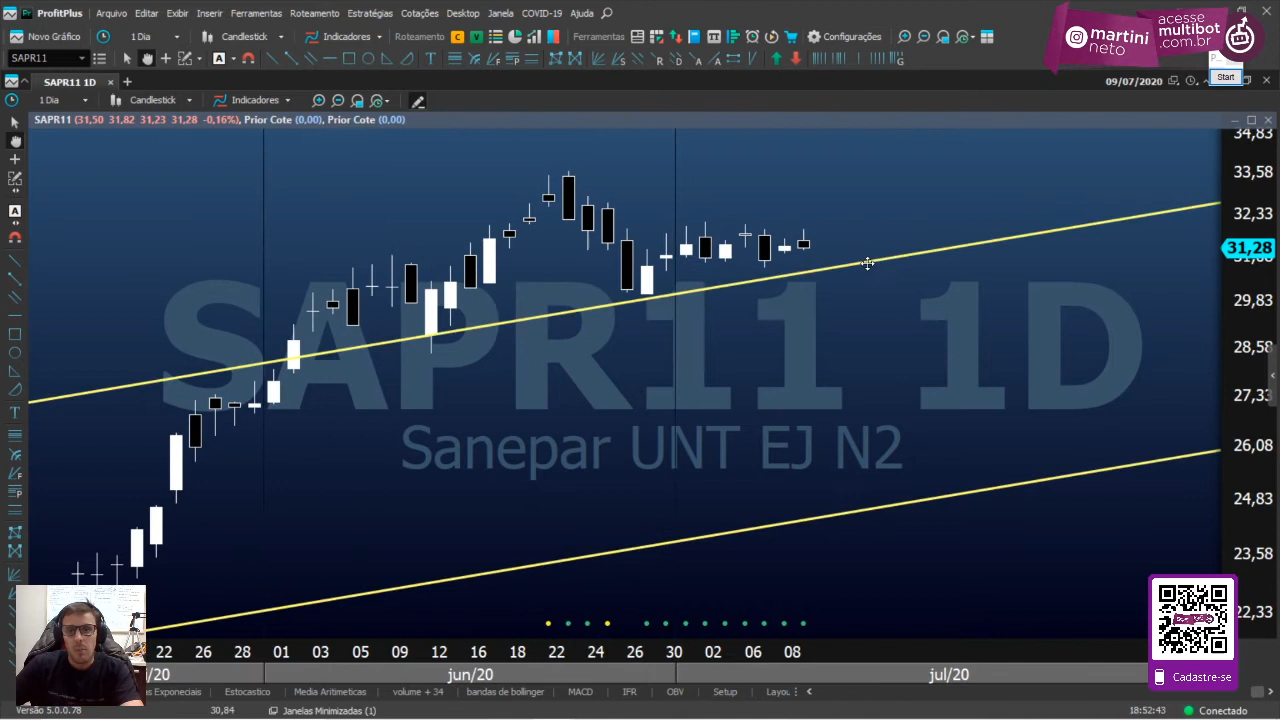 ProfitPlus
Arquivo Editar Exibir Inserir Ferramentas Roteamento Estratégias Cotações Desktop Janela COVID-19 Ajuda
Novo Gráfico 1 Dia Candlestick Indicadores Roteamento Ferramentas Configurações
SAPR11
martini
neto
acesse
multibot
.com.br
Start
SAPR11 1D
09/07/2020
1 Dia Candlestick Indicadores
SAPR11 (31,50 31,82 31,23 31,28 -0,16%), Prior Cote (0,00), Prior Cote (0,00)
34,83
33,58
32,33
31,28
29,83
28,58
27,33
26,08
24,83
23,58
22,33
SAPR11 1D
Sanepar UNT EJ N2
22 26 28 01 03 05 09 12 16 18 22 24 26 30 02 06 08
/20 jun/20 jul/20
Cadastre-se
as Exponenciais Estocastico Media Aritimeticas volume + 34 bandas de bollinger MACD IFR OBV Setup Layou
Versão 5.0.0.78 30,84 Janelas Minimizadas (1) 18:52:43 Conectado